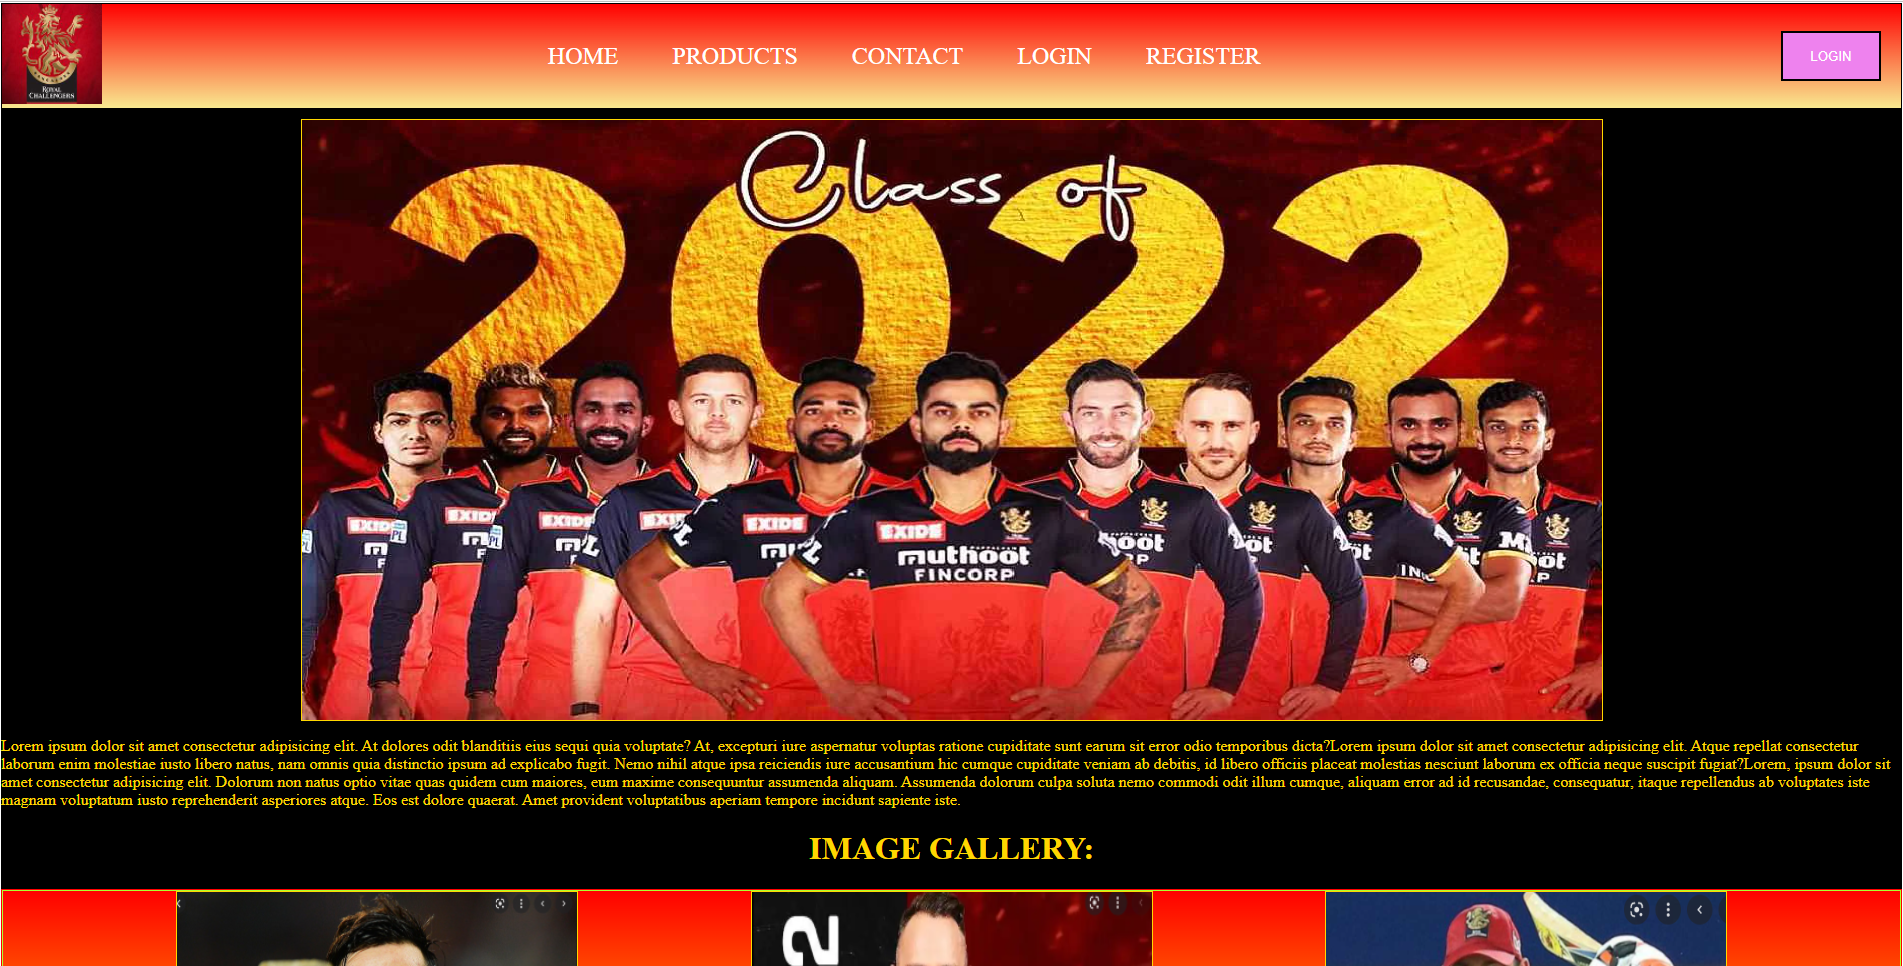 ROYAL
CHALLENGERS
HOME PRODUCTS CONTACT LOGIN REGISTER LOGIN
Class of
2022
EXIDE EXIDE EXIDE EXIDE EXIDE EXIDE
muthoot
FINCORP
Lorem ipsum dolor sit amet consectetur adipisicing elit. At dolores odit blanditiis eius sequi quia voluptate? At, excepturi iure aspernatur voluptas ratione cupiditate sunt earum sit error odio temporibus dicta?Lorem ipsum dolor sit amet consectetur adipisicing elit. Atque repellat consectetur
laborum enim molestiae iusto libero natus, nam omnis quia distinctio ipsum ad explicabo fugit. Nemo nihil atque ipsa reiciendis iure accusantium hic cumque cupiditate veniam ab debitis, id libero officiis placeat molestias nesciunt laborum ex officia neque suscipit fugiat?Lorem, ipsum dolor sit
amet consectetur adipisicing elit. Dolorum non natus optio vitae quas quidem cum maiores, eum maxime consequuntur assumenda aliquam. Assumenda dolorum culpa soluta nemo commodi odit illum cumque, aliquam error ad id recusandae, consequatur, itaque repellendus ab voluptates iste
magnam voluptatum iusto reprehenderit asperiores atque. Eos est dolore quaerat. Amet provident voluptatibus aperiam tempore incidunt sapiente iste.
IMAGE GALLERY:
2